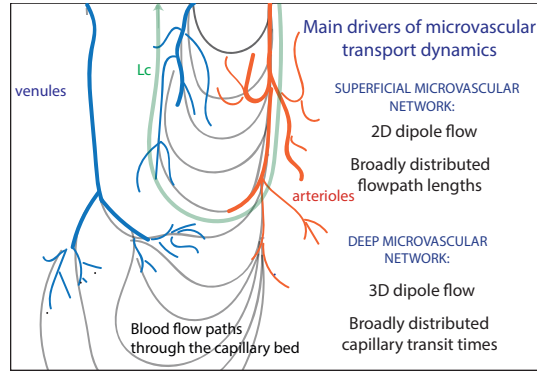 Main drivers of microvascular
transport dynamics
Lc
venules
SUPERFICIAL MICROVASCULAR
NETWORK:
2D dipole flow
Broadly distributed
flowpath lengths
arterioles
DEEP MICROVASCULAR
NETWORK:
3D dipole flow
Broadly distributed
capillary transit times
Blood flow paths
through the capillary bed